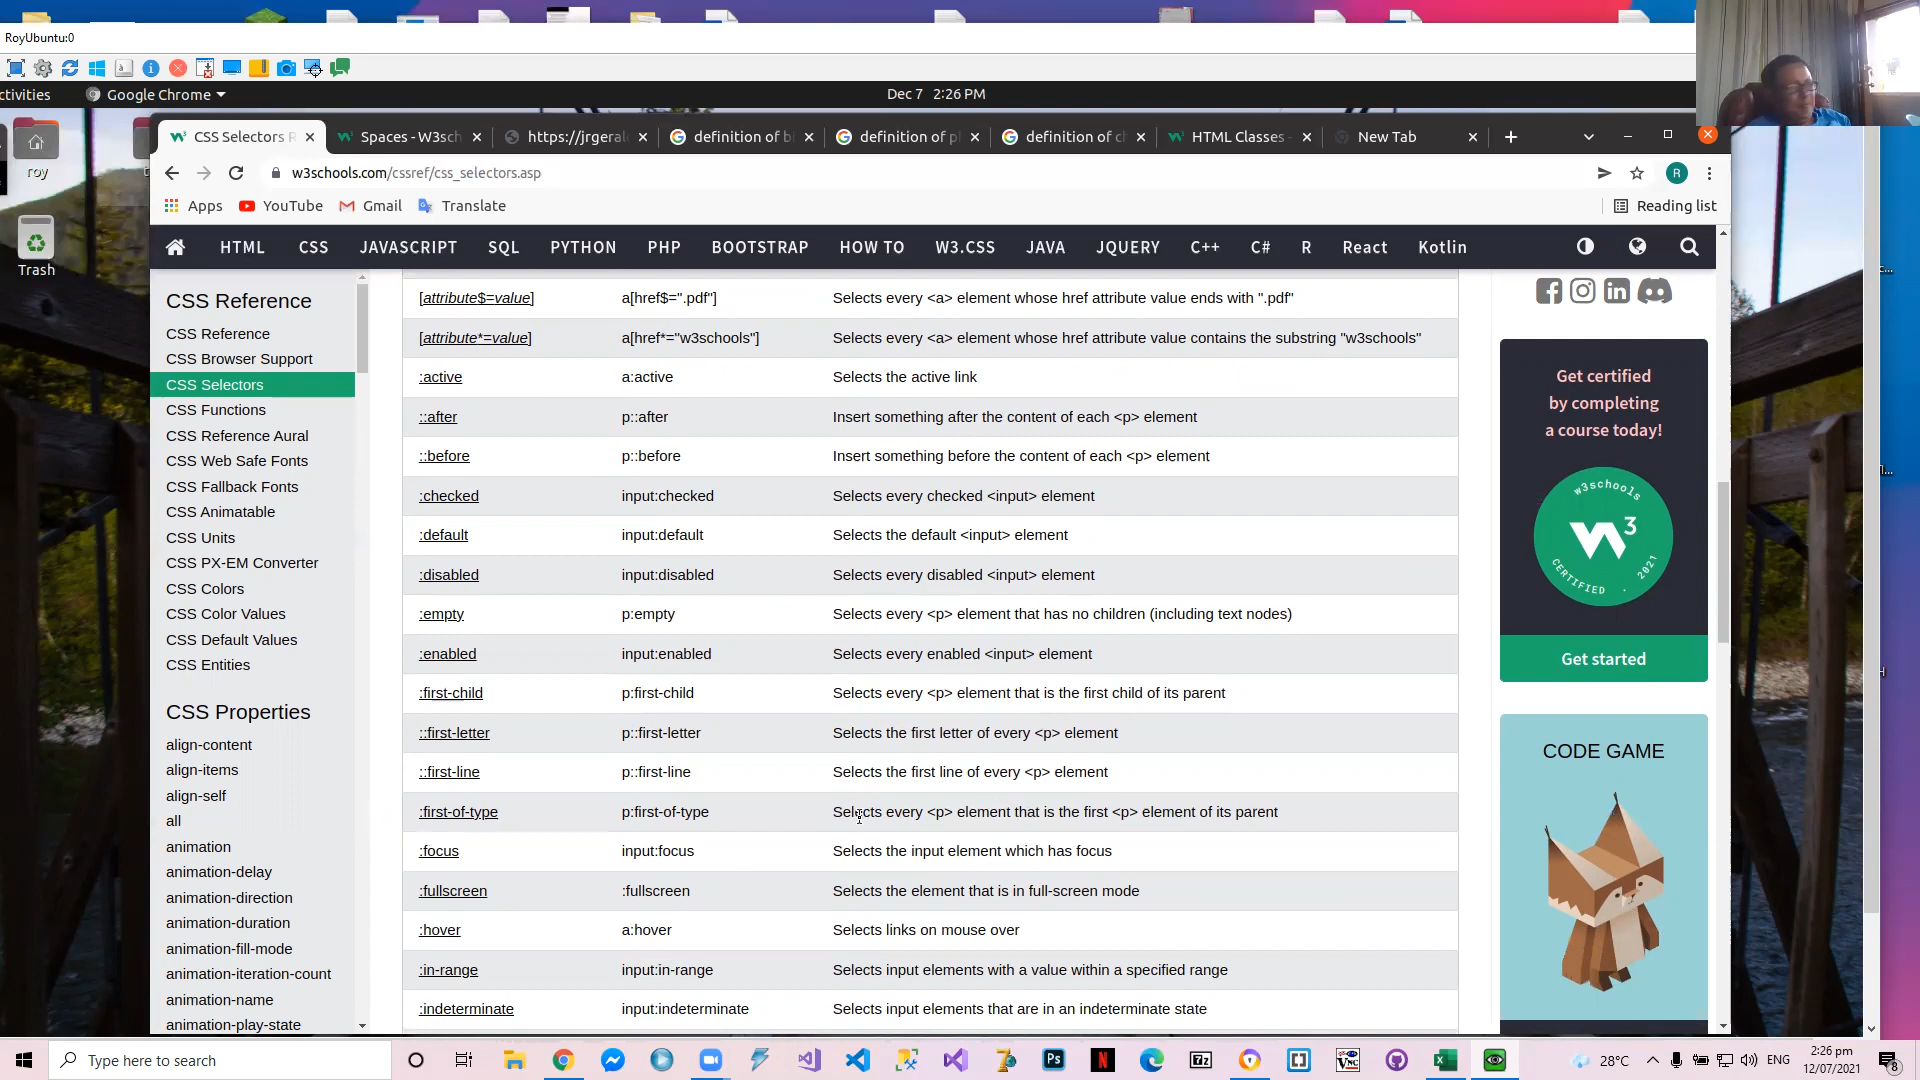 RoyUbuntu:0
ctivities
Google Chrome
Dec 7 2:26 PM
roy
Trash
CSS Selectors R
Spaces - W3sch
https://jrgeral
definition of b
definition of pl
definition of c
HTML Classes -
New Tab
w3schools.com/cssref/css_selectors.asp
R
Apps
YouTube
Gmail
Translate
Reading list
HTML CSS JAVASCRIPT SQL PYTHON PHP BOOTSTRAP HOW TO W3.CSS JAVA JQUERY C++ C# R React Kotlin
CSS Reference
CSS Reference
CSS Browser Support
CSS Selectors
CSS Functions
CSS Reference Aural
CSS Web Safe Fonts
CSS Fallback Fonts
CSS Animatable
CSS Units
CSS PX-EM Converter
CSS Colors
CSS Color Values
CSS Default Values
CSS Entities
CSS Properties
align-content
align-items
align-self
all
animation
animation-delay
animation-direction
animation-duration
animation-fill-mode
animation-iteration-count
animation-name
animation-play-state
[attribute$=value] a[href$=".pdf"] Selects every <a> element whose href attribute value ends with ".pdf"
[attribute*=value] a[href*="w3schools"] Selects every <a> element whose href attribute value contains the substring "w3schools"
:active a:active Selects the active link
::after p::after Insert something after the content of each <p> element
::before p::before Insert something before the content of each <p> element
:checked input:checked Selects every checked <input> element
:default input:default Selects the default <input> element
:disabled input:disabled Selects every disabled <input> element
:empty p:empty Selects every <p> element that has no children (including text nodes)
:enabled input:enabled Selects every enabled <input> element
:first-child p:first-child Selects every <p> element that is the first child of its parent
::first-letter p::first-letter Selects the first letter of every <p> element
::first-line p::first-line Selects the first line of every <p> element
:first-of-type p:first-of-type Selects every <p> element that is the first <p> element of its parent
:focus input:focus Selects the input element which has focus
:fullscreen :fullscreen Selects the element that is in full-screen mode
:hover a:hover Selects links on mouse over
:in-range input:in-range Selects input elements with a value within a specified range
:indeterminate input:indeterminate Selects input elements that are in an indeterminate state
Get certified
by completing
a course today!
w3schools
W3
CERTIFIED . 2021
Get started
CODE GAME
Type here to search
28°C
ENG
2:26 pm
12/07/2021
8